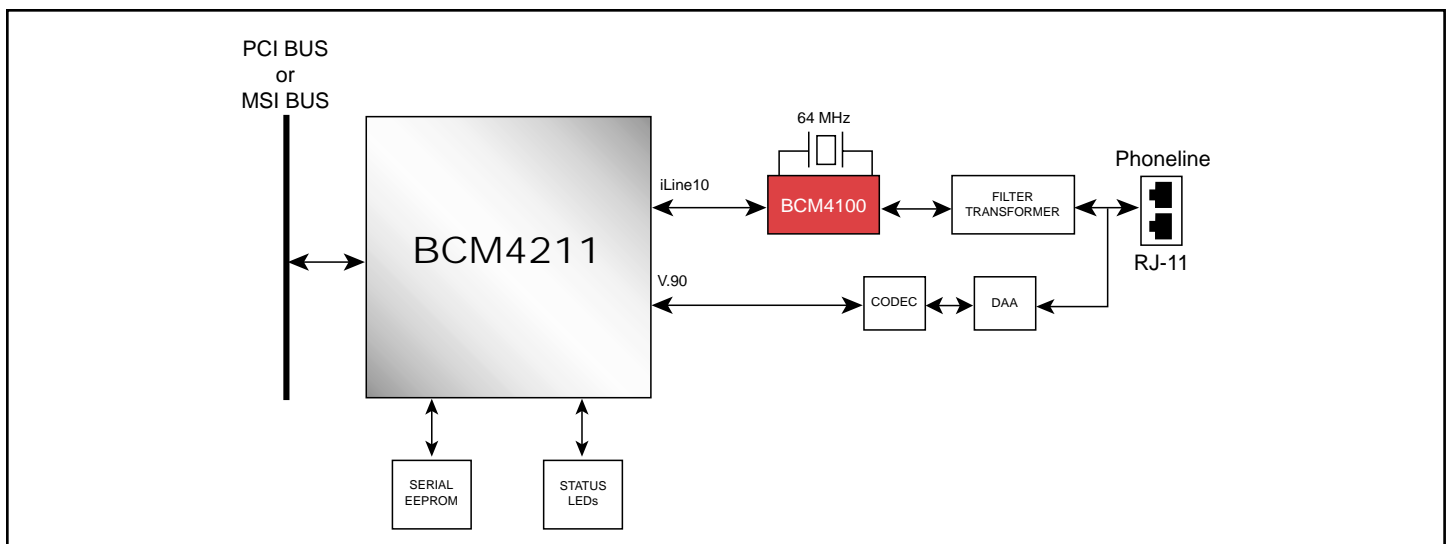 PCI BUS
or
MSI BUS
64 MHz
Phoneline
iLine10
BCM4100
FILTER
TRANSFORMER
BCM4211
RJ-11
V.90
CODEC
DAA
SERIAL
EEPROM
STATUS
LEDs